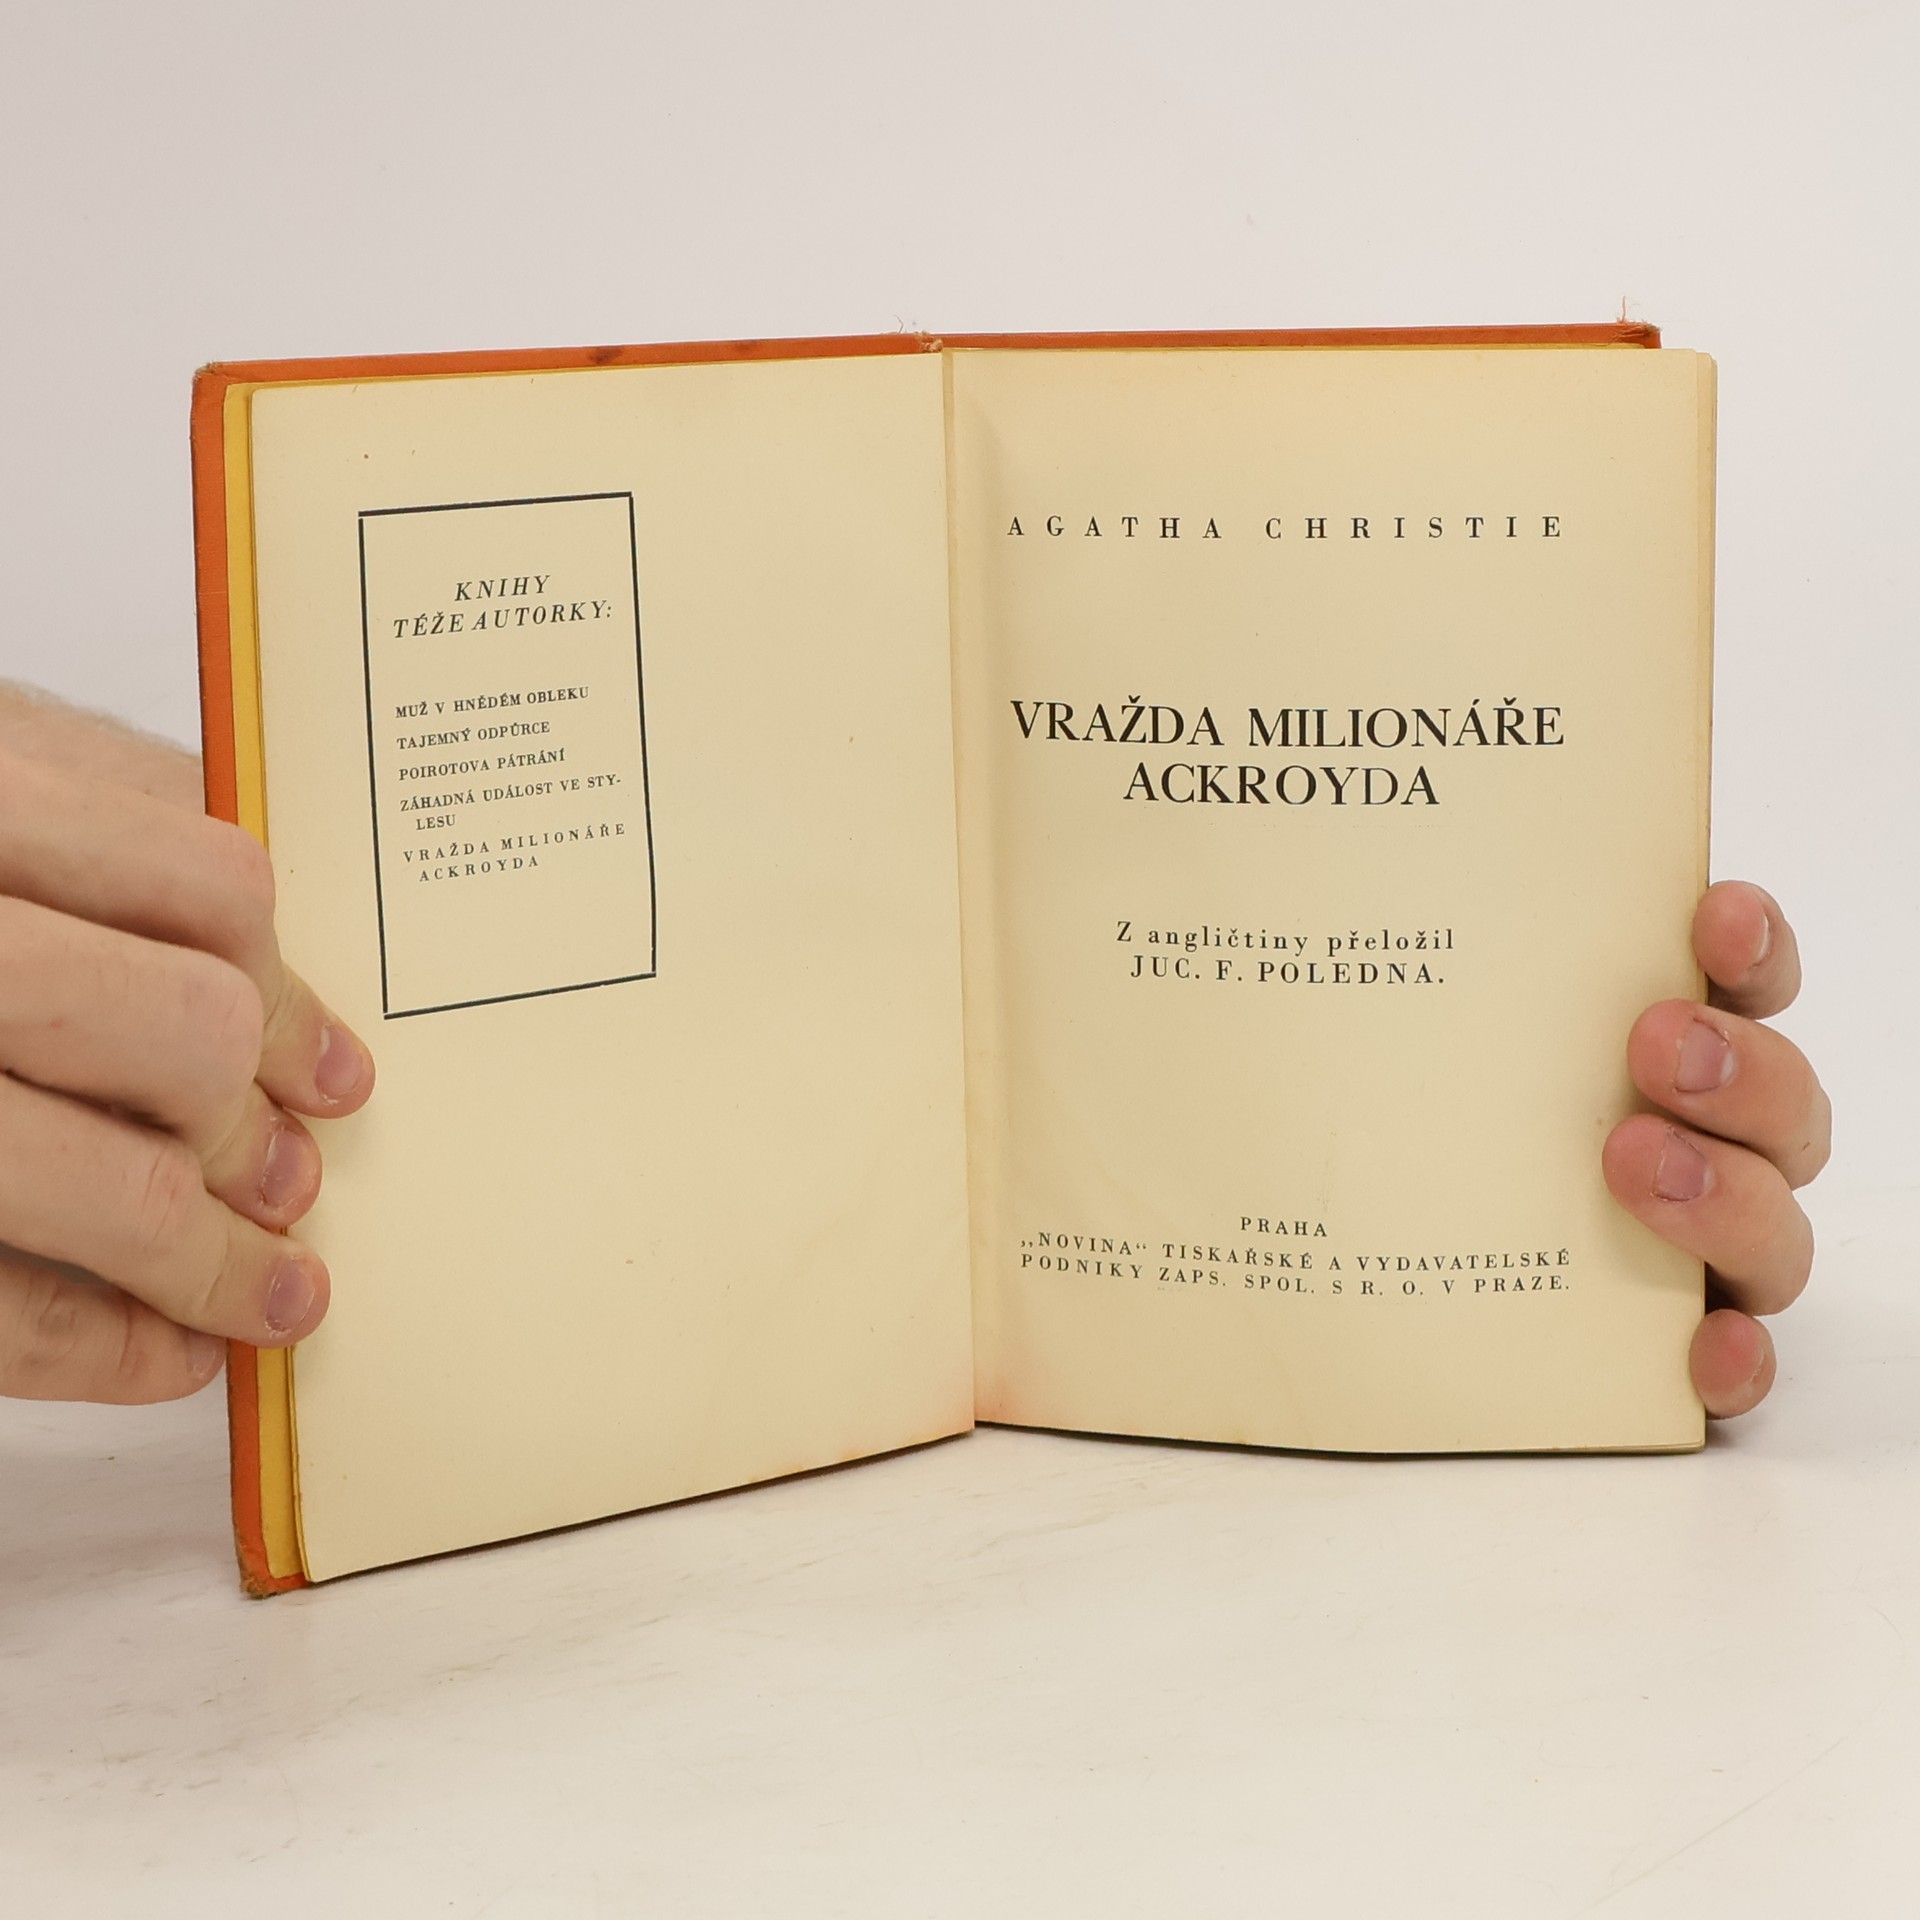 KNIHY
TÉŽE AUTORKY:
MUŽ V HNĚDÉM OBLEKU
TAJEMNÝ ODPŮRCE
POIROTOVA PÁTRÁNÍ
ZÁHADNÁ UDÁLOST VE STY-
LESU
VRAŽDA MILIONÁŘE
ACKROYDA
AGATHA CHRISTIE
VRAŽDA MILIONÁŘE
ACKROYDA
Z angličtiny přeložil
JUC. F. POLEDNA.
PRAHA
„NOVINA“ TISKAŘSKÉ A VYDAVATELSKÉ
PODNIKY ZAPS. SPOL. S R. O. V PRAZE.